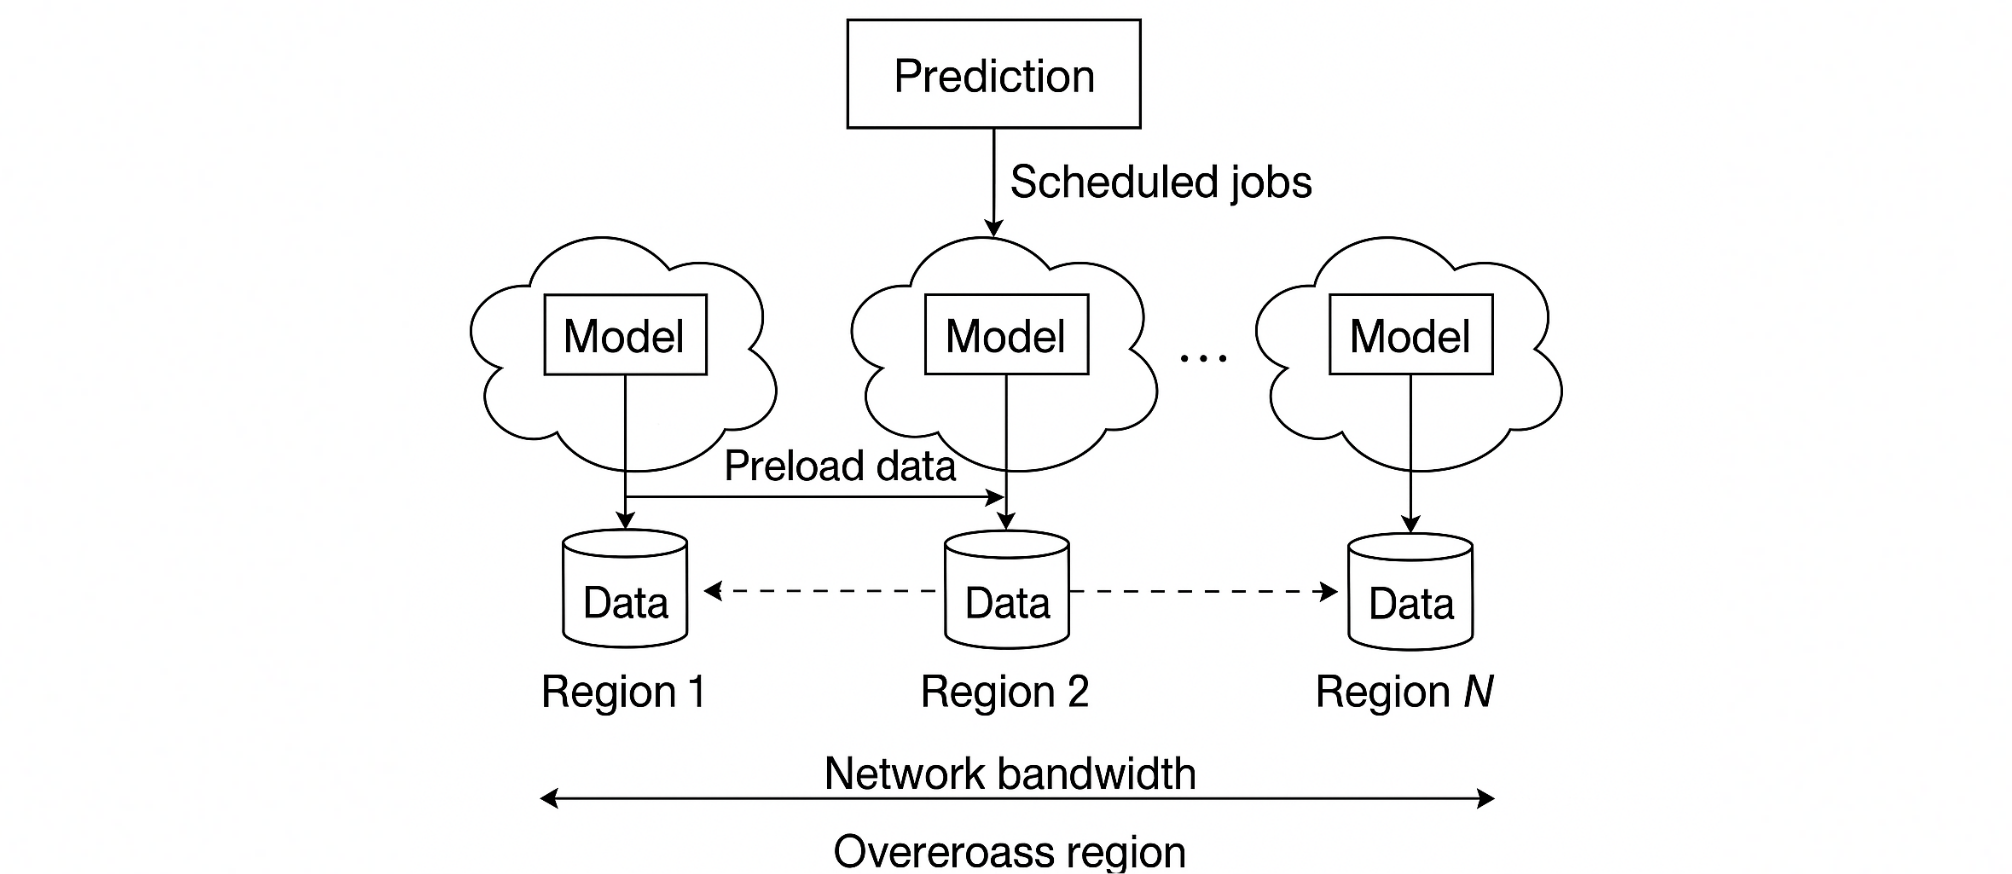 Prediction
Scheduled jobs
Model
Model
...
Model
Preload data
Data
Data
Data
Region 1
Region 2
Region N
Network bandwidth
Overeroass region